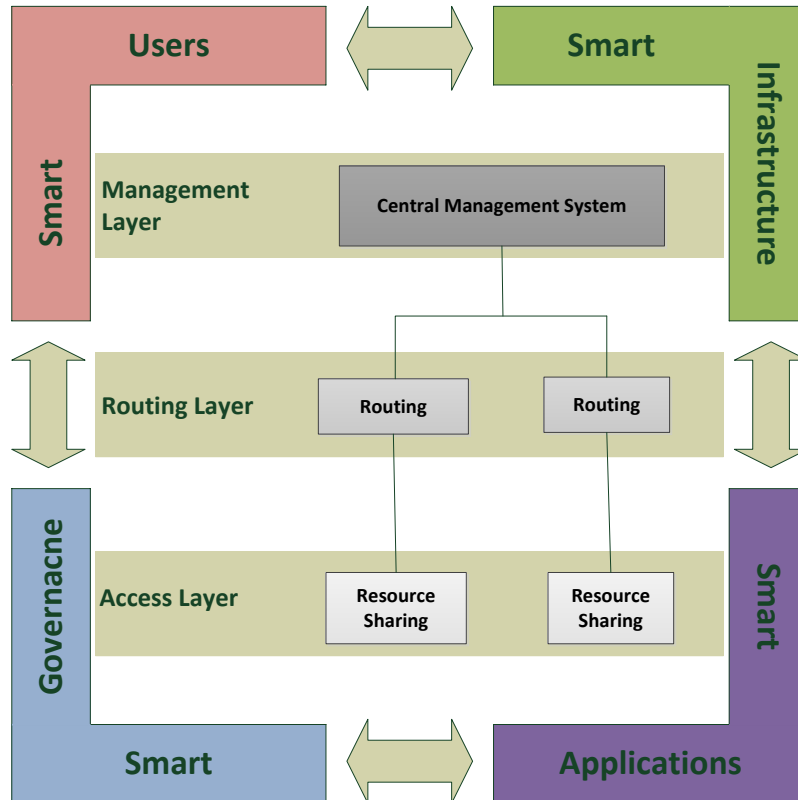 Smart
Users
Smart
Infrastructure
Management
Layer
Central Management System
Routing Layer
Routing
Routing
Access Layer
Resource
Sharing
Resource
Sharing
Governacne
Smart
Smart
Applications